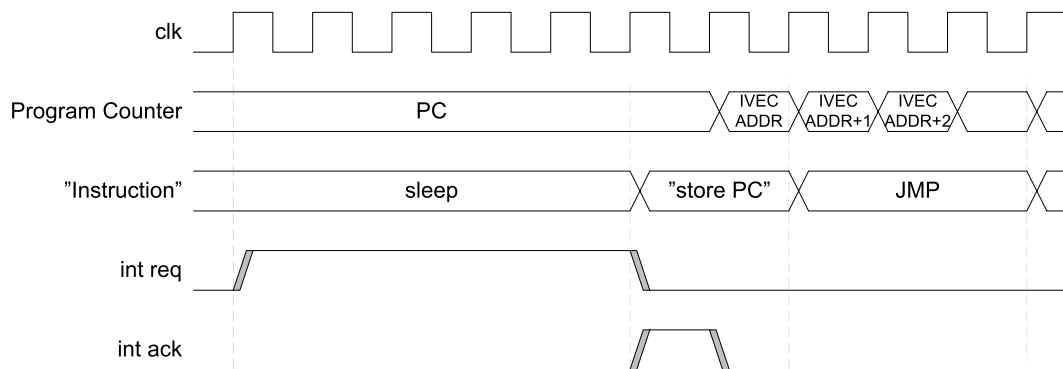 clk
Program Counter
PC
IVEC
ADDR
IVEC
ADDR+1
IVEC
ADDR+2
”Instruction”
sleep
”store PC”
JMP
int req
int ack